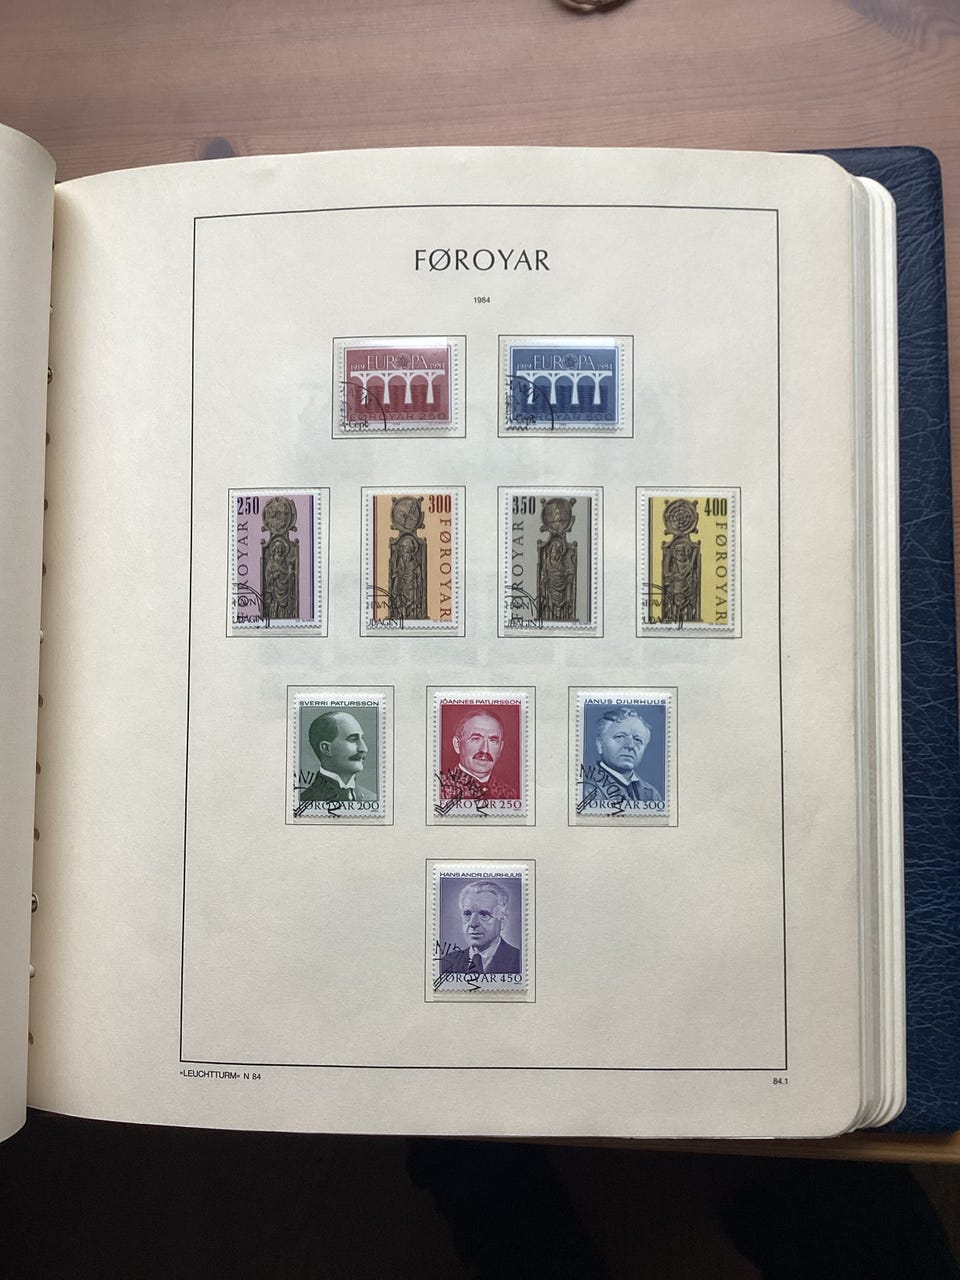 FØROYAR
1984
1919 EUROPA 1984
FØROYAR 250
1919 EUROPA 1984
FØROYAR 500
250
FØROYAR
300
FØROYAR
350
FØROYAR
400
FØROYAR
SVERRI PATURSSON
FØROYAR 200
JÓANNES PATURSSON
FØROYAR 250
JANUS DJURHUUS
FØROYAR 300
HANS ANDR. DJURHUUS
FØROYAR 450
»LEUCHTTURM« N 84
84.1